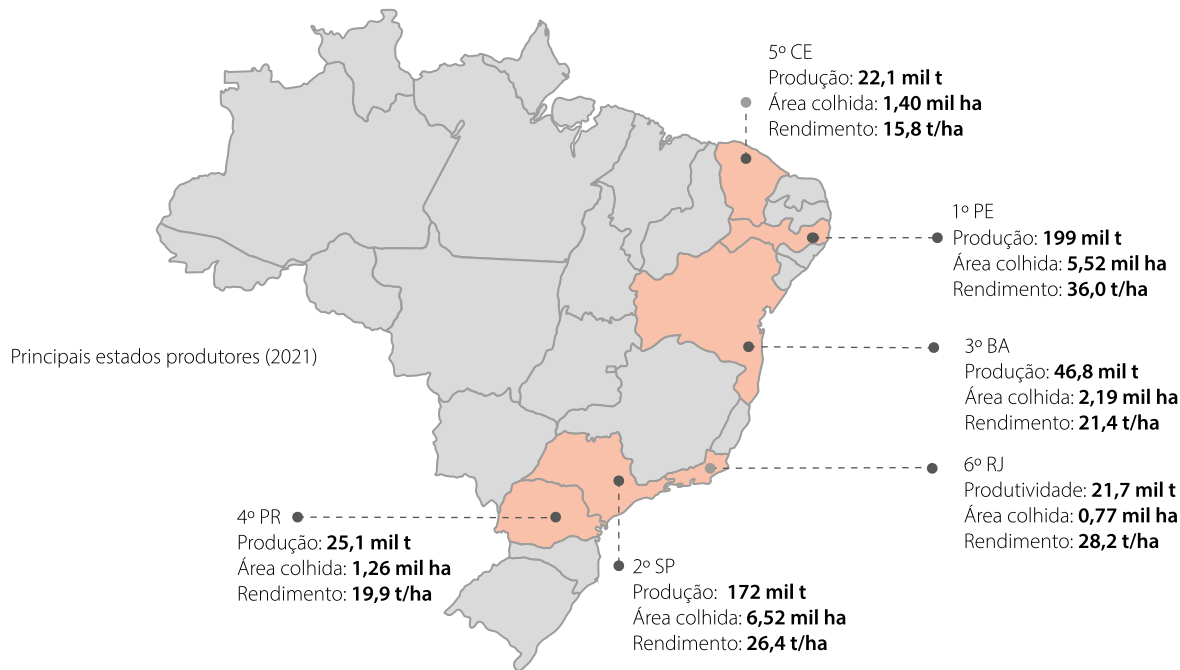 5º CE
Produção: 22,1 mil t
Área colhida: 1,40 mil ha
Rendimento: 15,8 t/ha
1º PE
Produção: 199 mil t
Área colhida: 5,52 mil ha
Rendimento: 36,0 t/ha
Principais estados produtores (2021)
3º BA
Produção: 46,8 mil t
Área colhida: 2,19 mil ha
Rendimento: 21,4 t/ha
6º RJ
Produtividade: 21,7 mil t
Área colhida: 0,77 mil ha
Rendimento: 28,2 t/ha
4º PR
Produção: 25,1 mil t
Área colhida: 1,26 mil ha
Rendimento: 19,9 t/ha
2º SP
Produção: 172 mil t
Área colhida: 6,52 mil ha
Rendimento: 26,4 t/ha